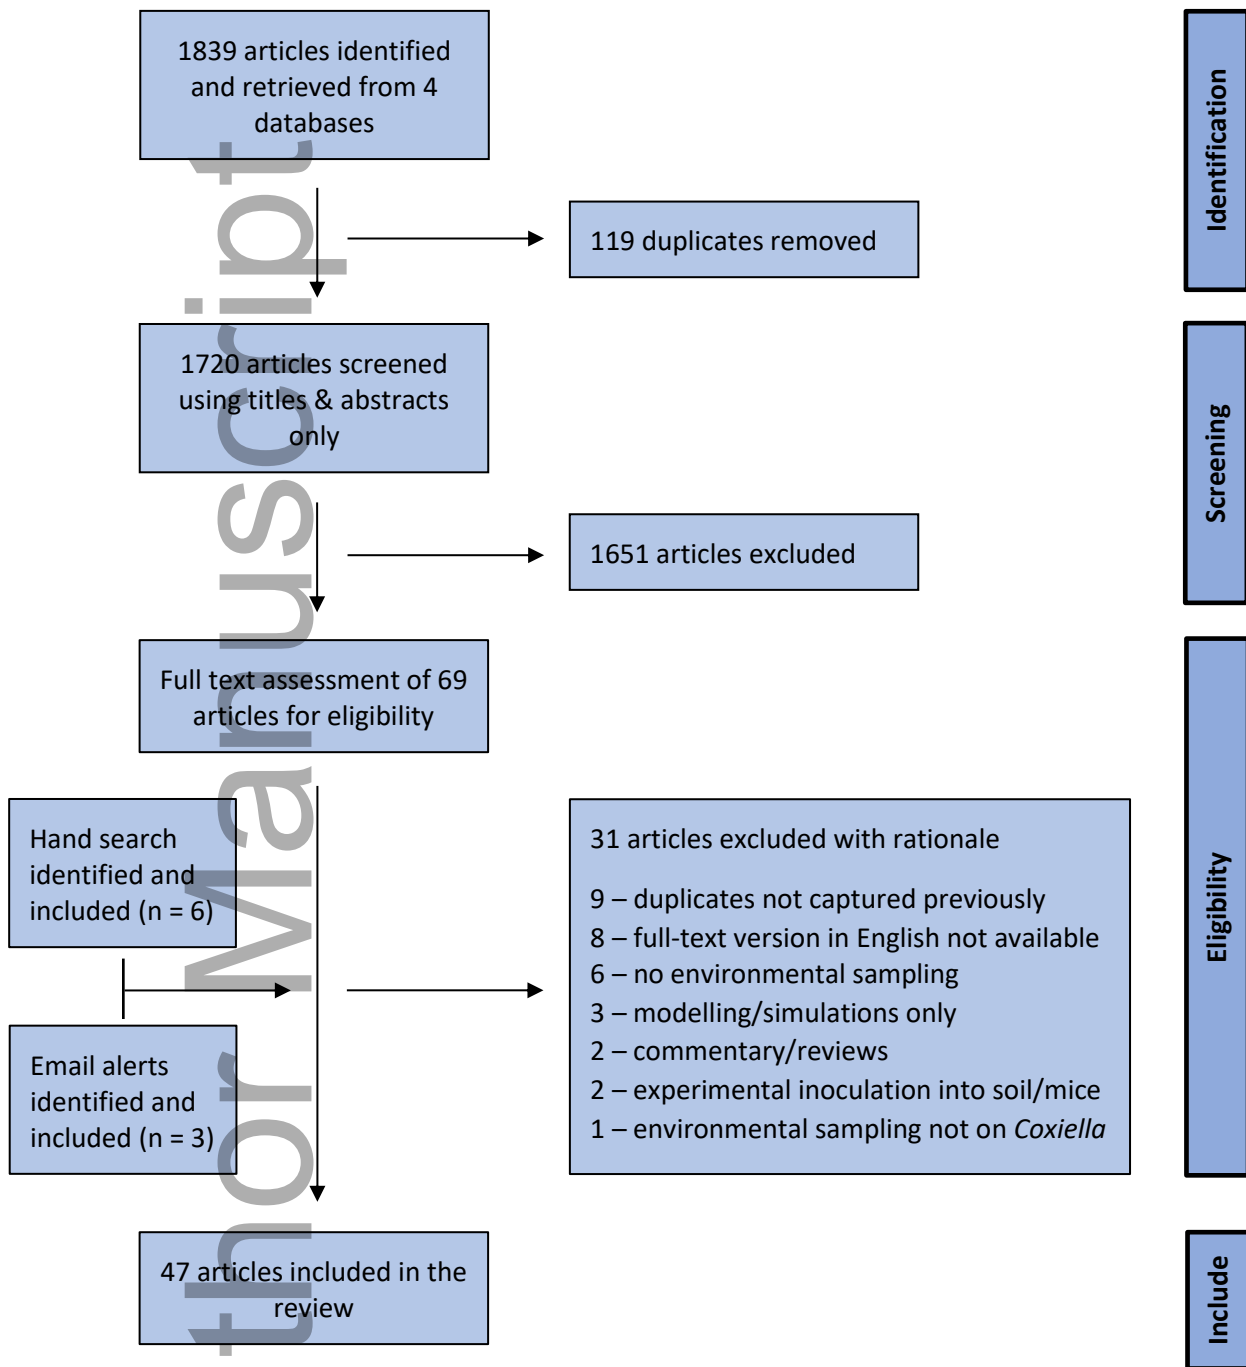 1839 articles identified
and retrieved from 4
databases
Identification
119 duplicates removed
1720 articles screened
using titles & abstracts
only
Screening
1651 articles excluded
Full text assessment of 69
articles for eligibility
Eligibility
Hand search
identified and
included (n = 6)
Email alerts
identified and
included (n = 3)
31 articles excluded with rationale
9 – duplicates not captured previously
8 – full-text version in English not available
6 – no environmental sampling
3 – modelling/simulations only
2 – commentary/reviews
2 – experimental inoculation into soil/mice
1 – environmental sampling not on Coxiella
47 articles included in the
review
Include
thor Manuscript